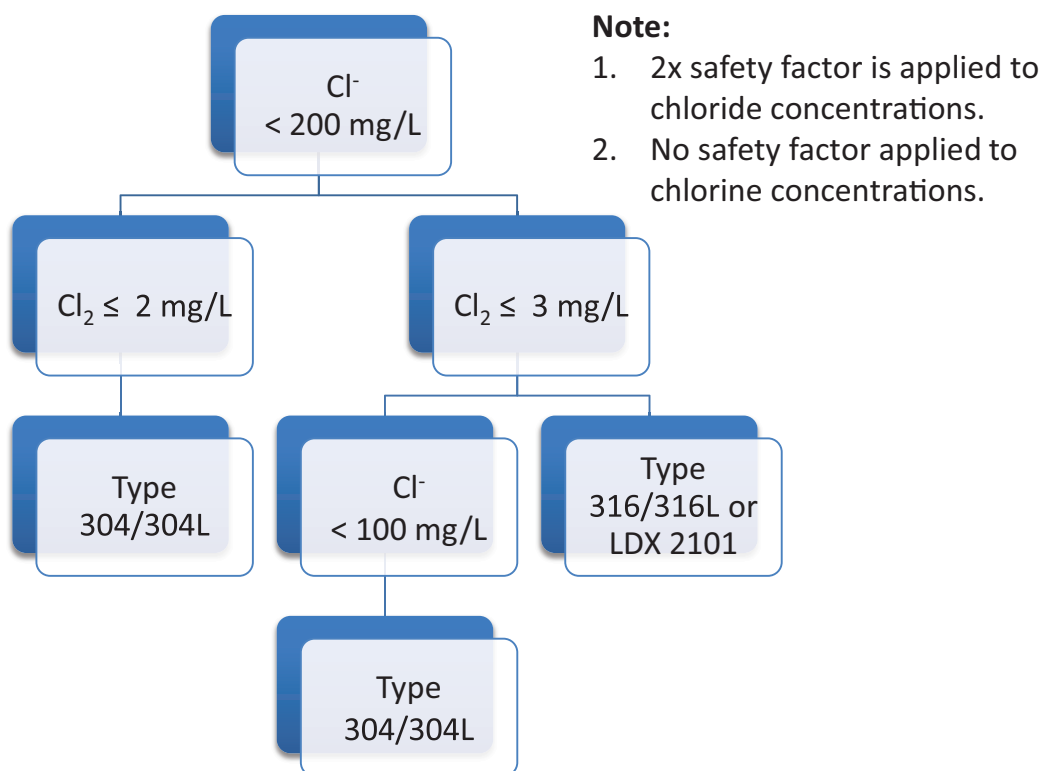 Cl⁻
< 200 mg/L
Note:
1. 2x safety factor is applied to
chloride concentrations.
2. No safety factor applied to
chlorine concentrations.
Cl₂ ≤ 2 mg/L
Cl₂ ≤ 3 mg/L
Type
304/304L
Cl⁻
< 100 mg/L
Type
316/316L or
LDX 2101
Type
304/304L